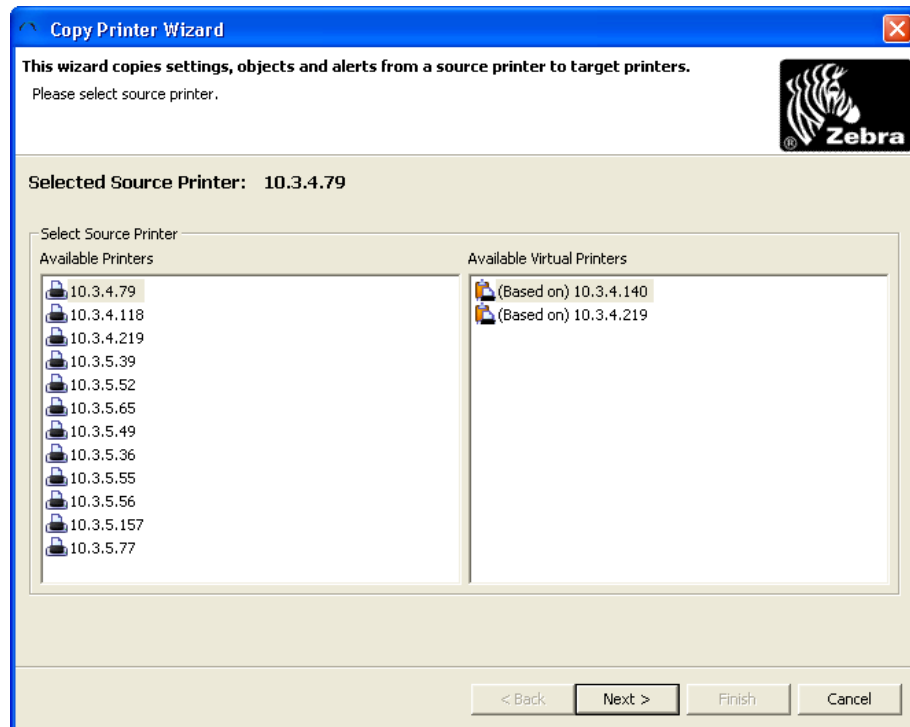 Copy Printer Wizard
This wizard copies settings, objects and alerts from a source printer to target printers.
Please select source printer.
® Zebra
Selected Source Printer: 10.3.4.79
Select Source Printer
Available Printers
10.3.4.79
10.3.4.118
10.3.4.219
10.3.5.39
10.3.5.52
10.3.5.65
10.3.5.49
10.3.5.36
10.3.5.55
10.3.5.56
10.3.5.157
10.3.5.77
Available Virtual Printers
(Based on) 10.3.4.140
(Based on) 10.3.4.219
< Back Next > Finish Cancel